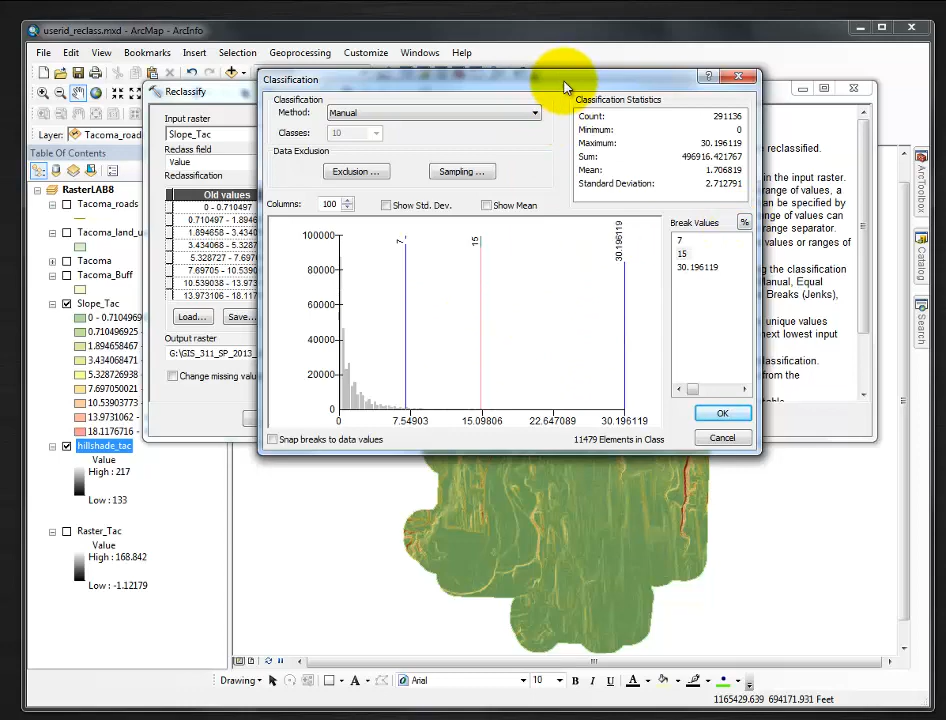 userid_reclass.mxd - ArcMap - ArcInfo
File Edit View Bookmarks Insert Selection Geoprocessing Customize Windows Help
Layer: Tacoma_road
Table Of Contents
RasterLAB8
Tacoma_roads
Tacoma_land_u
Tacoma
Tacoma_Buff
Slope_Tac
0 - 0.7104969
0.710496925
1.894658467
3.434068471
5.328726938
7.697050021
10.53903773
13.9731062
18.1176716
hillshade_tac
Value
High : 217
Low : 133
Raster_Tac
Value
High : 168.842
Low : -1.12179
Reclassify
Input raster
Slope_Tac
Reclass field
Value
Reclassification
Old values
0 - 0.710497
0.710497 - 1.8946
1.894658 - 3.4340
3.434068 - 5.3287
5.328727 - 7.6970
7.69705 - 10.5390
10.539038 - 13.97
13.973106 - 18.117
Load... Save...
Output raster
G:\GIS_311_SP_2013_
Change missing valu
Classification
Classification
Method: Manual
Classes: 10
Data Exclusion
Exclusion ... Sampling ...
Columns: 100 Show Std. Dev. Show Mean
Classification Statistics
Count: 291136
Minimum: 0
Maximum: 30.196119
Sum: 496916.421767
Mean: 1.706819
Standard Deviation: 2.712791
Break Values %
7
15
30.196119
100000
80000
60000
40000
20000
0
7
15
30.196119
0 7.54903 15.09806 22.647089 30.196119
Snap breaks to data values
11479 Elements in Class
OK
Cancel
reclassified.
in the input raster.
range of values, a
can be specified by
range of values can
range separator.
values or ranges of
g the classification
Manual, Equal
Breaks (Jenks),
unique values
next lowest input
lassification.
from the
ArcToolbox
Catalog
Search
Drawing Arial 10 B I U A
1165429.639 694171.931 Feet